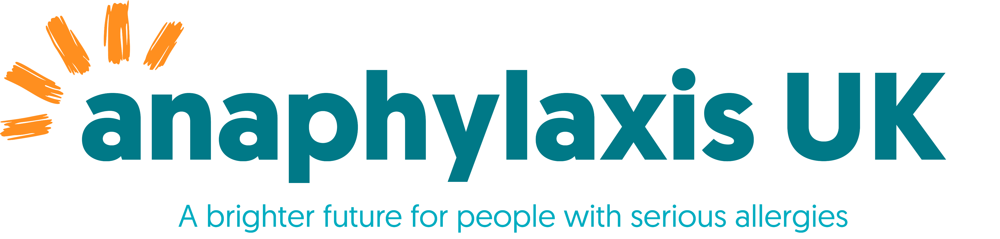 anaphylaxis UK
A brighter future for people with serious allergies